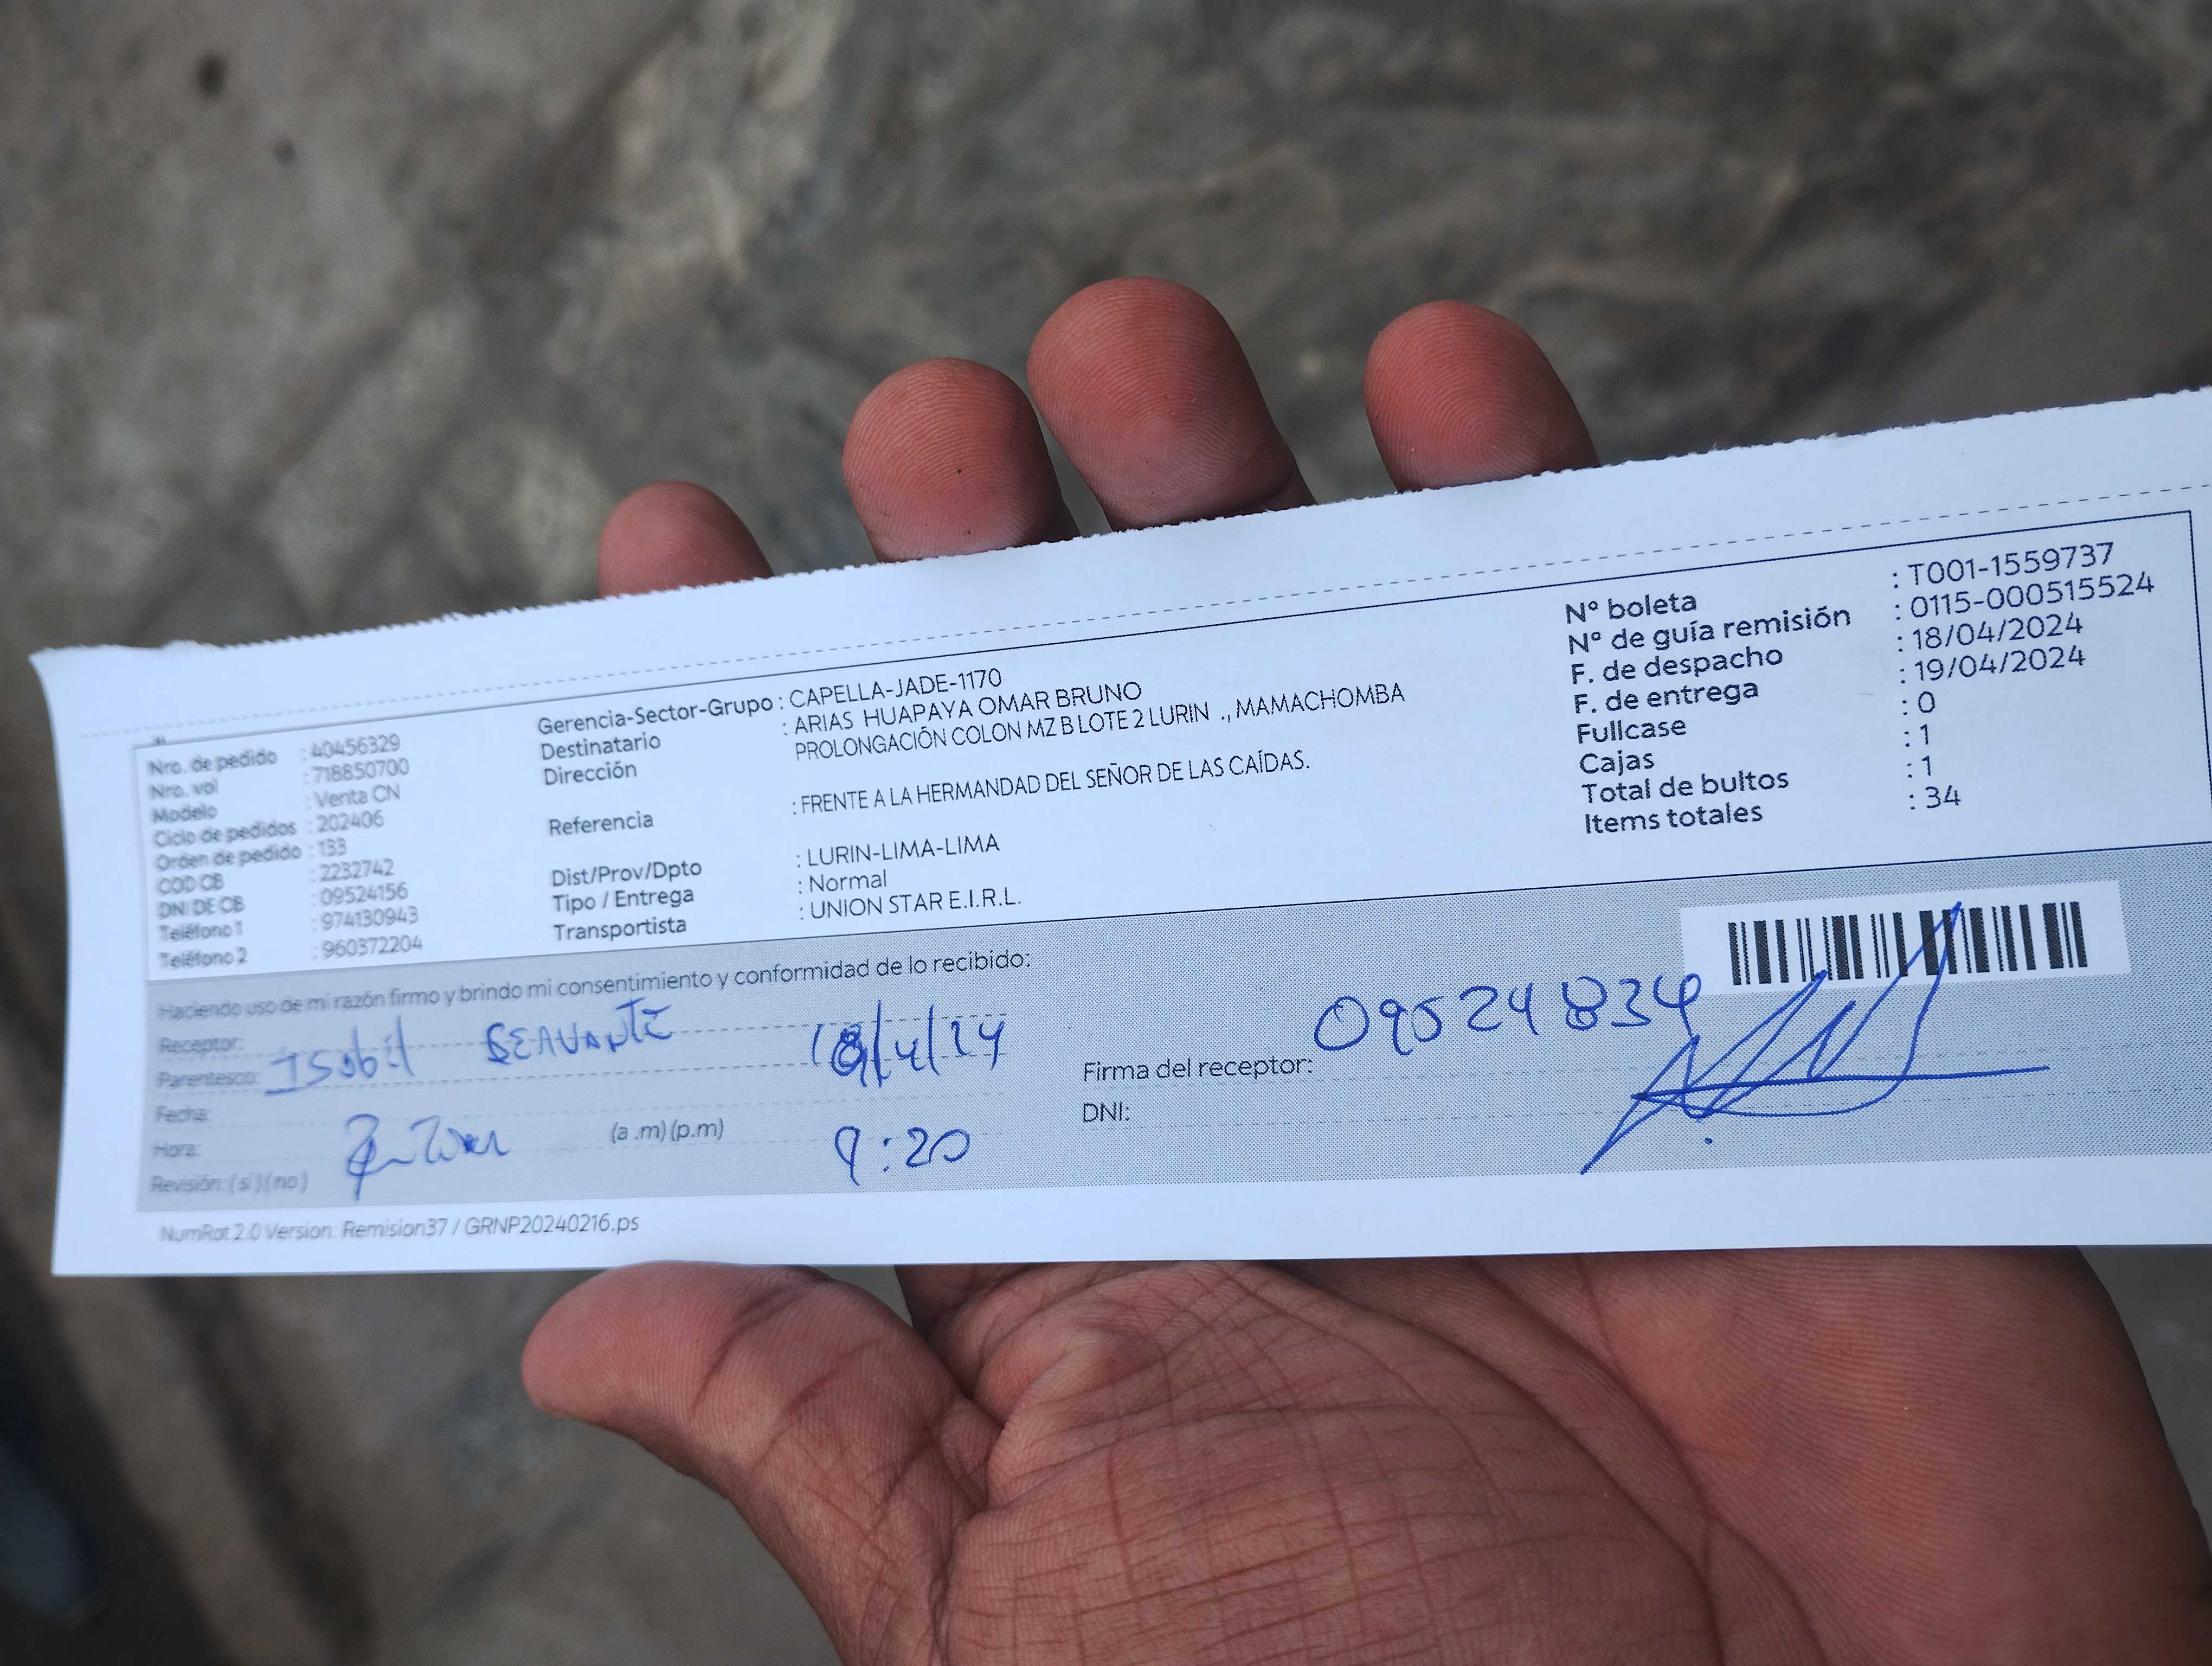 Nro. de pedido : 40456329
Nro. vol : 718850700
Modelo : Venta CN
Ciclo de pedidos : 202406
Orden de pedido : 133
COD CB : 2232742
DNI DE CB : 09524156
Teléfono 1 : 974130943
Teléfono 2 : 960372204
Gerencia-Sector-Grupo : CAPELLA-JADE-1170
Destinatario : ARIAS HUAPAYA OMAR BRUNO
Dirección PROLONGACIÓN COLON MZ B LOTE 2 LURIN ., MAMACHOMBA
Referencia : FRENTE A LA HERMANDAD DEL SEÑOR DE LAS CAÍDAS.
Dist/Prov/Dpto : LURIN-LIMA-LIMA
Tipo / Entrega : Normal
Transportista : UNION STAR E.I.R.L.
N° boleta : T001-1559737
N° de guía remisión : 0115-000515524
F. de despacho : 18/04/2024
F. de entrega : 19/04/2024
Fullcase : 0
Cajas : 1
Total de bultos : 1
Items totales : 34
Haciendo uso de mi razón firmo y brindo mi consentimiento y conformidad de lo recibido:
Receptor:
Parentesco:
Fecha:
Hora: (a .m) (p.m) 9:20
Revisión: ( si ) ( no )
Firma del receptor: 09524834
DNI:
NumRot 2.0 Version: Remision37 / GRNP20240216.ps